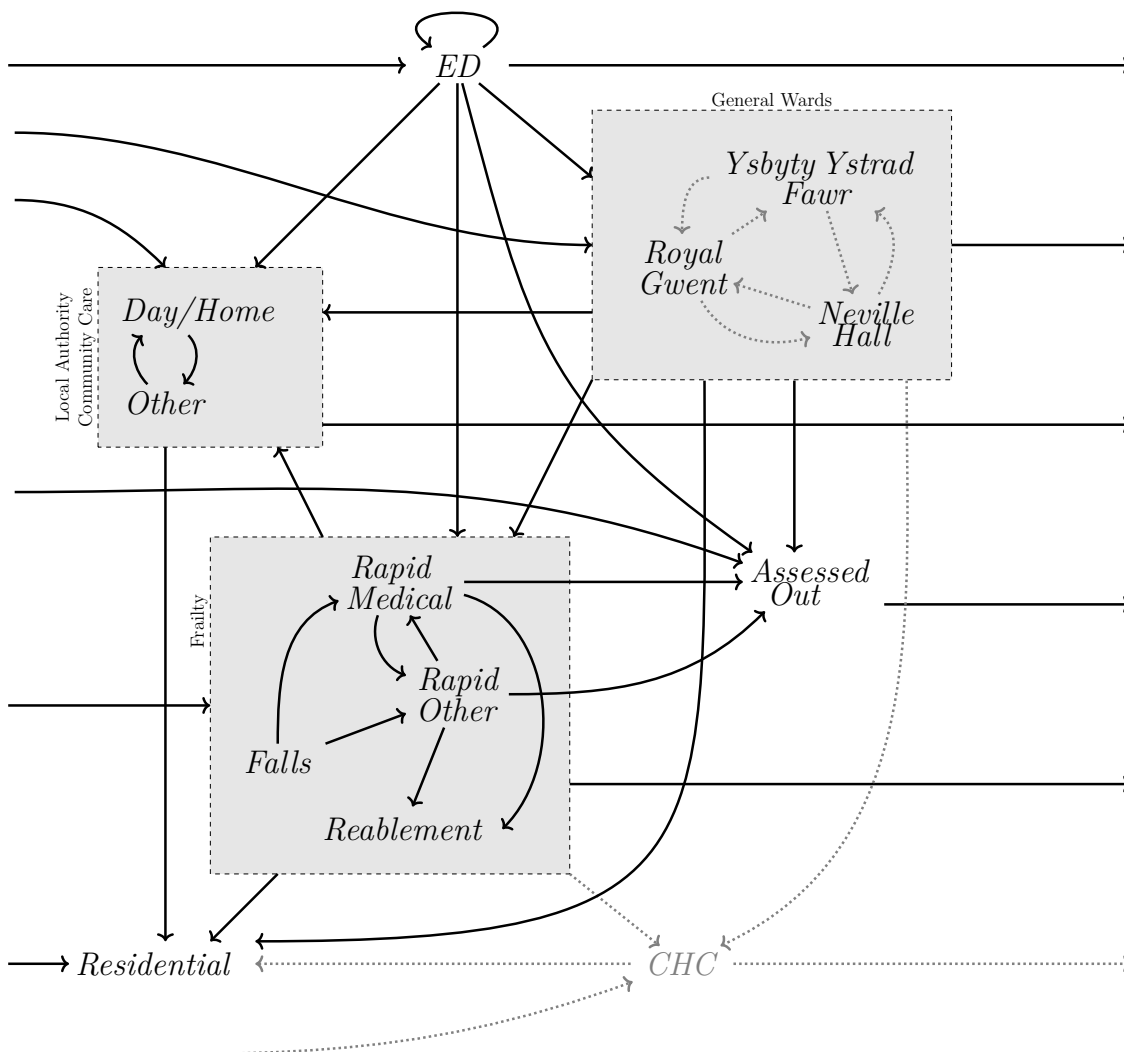 ED
General Wards
Ysbyty Ystrad
Fawr
Royal
Gwent
Neville
Hall
Local Authority
Community Care
Day/Home
Other
Frailty
Rapid
Medical
Assessed
Out
Rapid
Other
Falls
Reablement
Residential
CHC